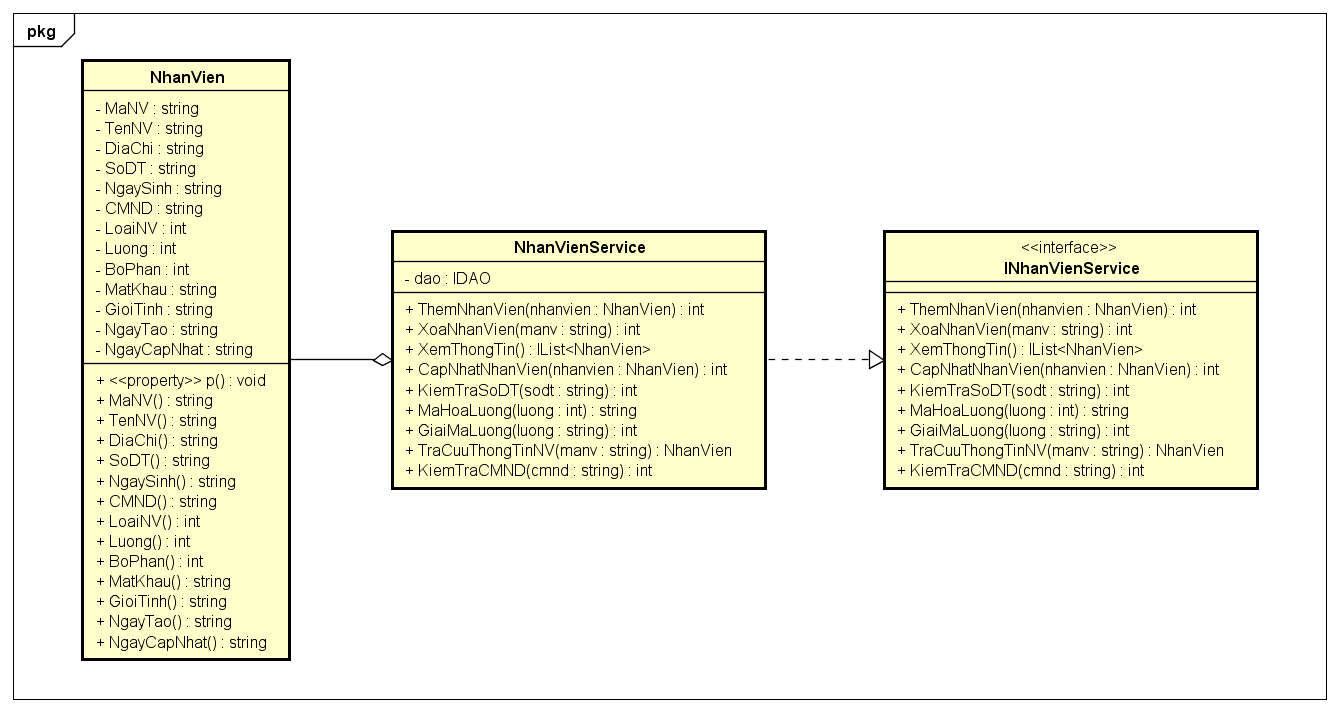 pkg
NhanVien
- MaNV : string
- TenNV : string
- DiaChi : string
- SoDT : string
- NgaySinh : string
- CMND : string
- LoaiNV : int
- Luong : int
- BoPhan : int
- MatKhau : string
- GioiTinh : string
- NgayTao : string
- NgayCapNhat : string
+ <<property>> p() : void
+ MaNV() : string
+ TenNV() : string
+ DiaChi() : string
+ SoDT() : string
+ NgaySinh() : string
+ CMND() : string
+ LoaiNV() : int
+ Luong() : int
+ BoPhan() : int
+ MatKhau() : string
+ GioiTinh() : string
+ NgayTao() : string
+ NgayCapNhat() : string
NhanVienService
- dao : IDAO
+ ThemNhanVien(nhanvien : NhanVien) : int
+ XoaNhanVien(manv : string) : int
+ XemThongTin() : IList<NhanVien>
+ CapNhatNhanVien(nhanvien : NhanVien) : int
+ KiemTraSoDT(sodt : string) : int
+ MaHoaLuong(luong : int) : string
+ GiaiMaLuong(luong : string) : int
+ TraCuuThongTinNV(manv : string) : NhanVien
+ KiemTraCMND(cmnd : string) : int
<<interface>>
INhanVienService
+ ThemNhanVien(nhanvien : NhanVien) : int
+ XoaNhanVien(manv : string) : int
+ XemThongTin() : IList<NhanVien>
+ CapNhatNhanVien(nhanvien : NhanVien) : int
+ KiemTraSoDT(sodt : string) : int
+ MaHoaLuong(luong : int) : string
+ GiaiMaLuong(luong : string) : int
+ TraCuuThongTinNV(manv : string) : NhanVien
+ KiemTraCMND(cmnd : string) : int